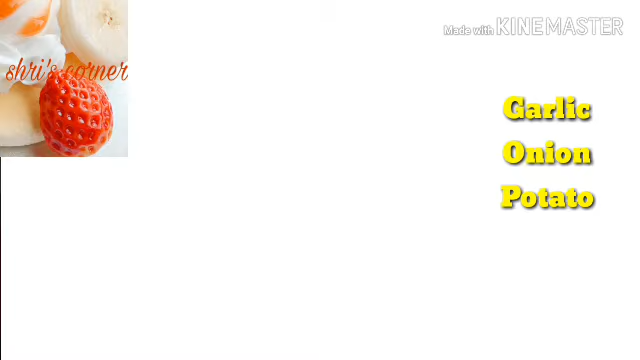 Made with KINEMASTER
shri's corner
Garlic
Onion
Potato